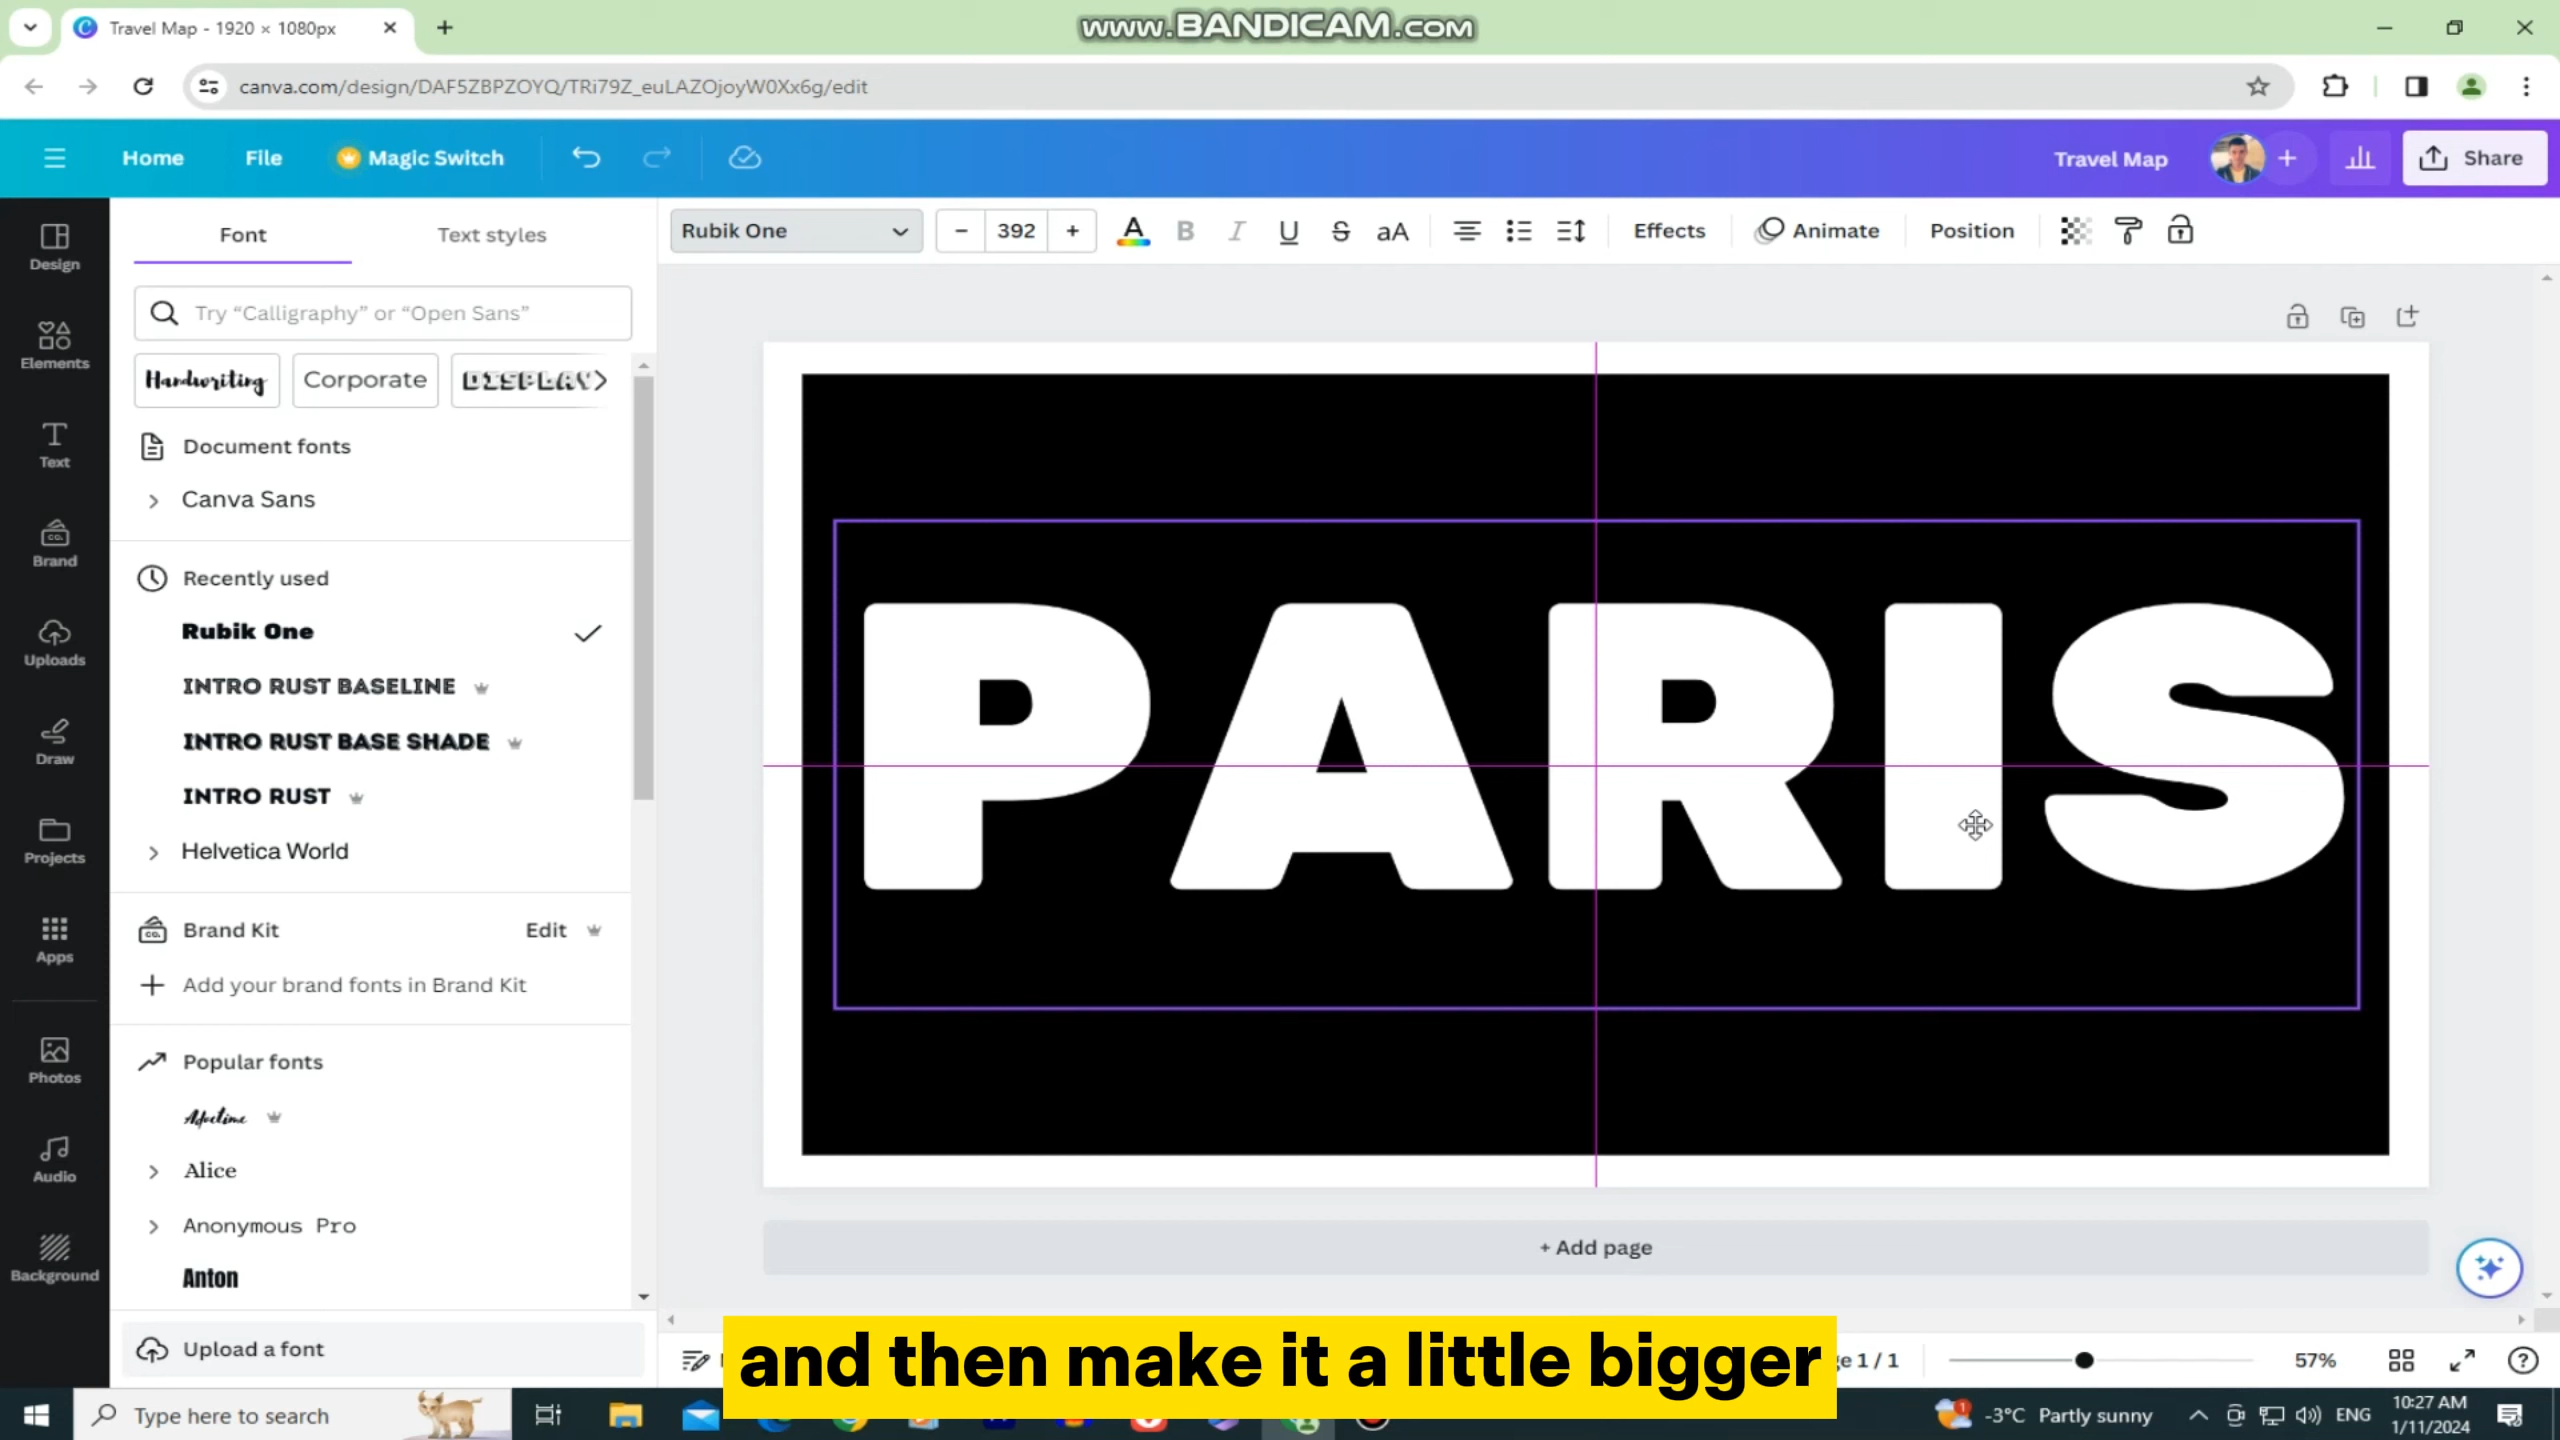 Travel Map - 1920 × 1080px
www.BANDICAM.com
canva.com/design/DAF5ZBPZOYQ/TRi79Z_euLAZOjoyW0Xx6g/edit
Home File Magic Switch
Travel Map
Share
Design
Elements
Text
Brand
Uploads
Draw
Projects
Apps
Photos
Audio
Background
Font Text styles
Try “Calligraphy” or “Open Sans”
Handwriting Corporate DISPLAY
Document fonts
Canva Sans
Recently used
Rubik One
INTRO RUST BASELINE
INTRO RUST BASE SHADE
INTRO RUST
Helvetica World
Brand Kit Edit
Add your brand fonts in Brand Kit
Popular fonts
Alice
Anonymous Pro
Anton
Upload a font
Rubik One − 392 + A B I U S aA Effects Animate Position
PARIS
+ Add page
and then make it a little bigger
1 / 1 57%
Type here to search
-3°C Partly sunny ENG
10:27 AM
1/11/2024